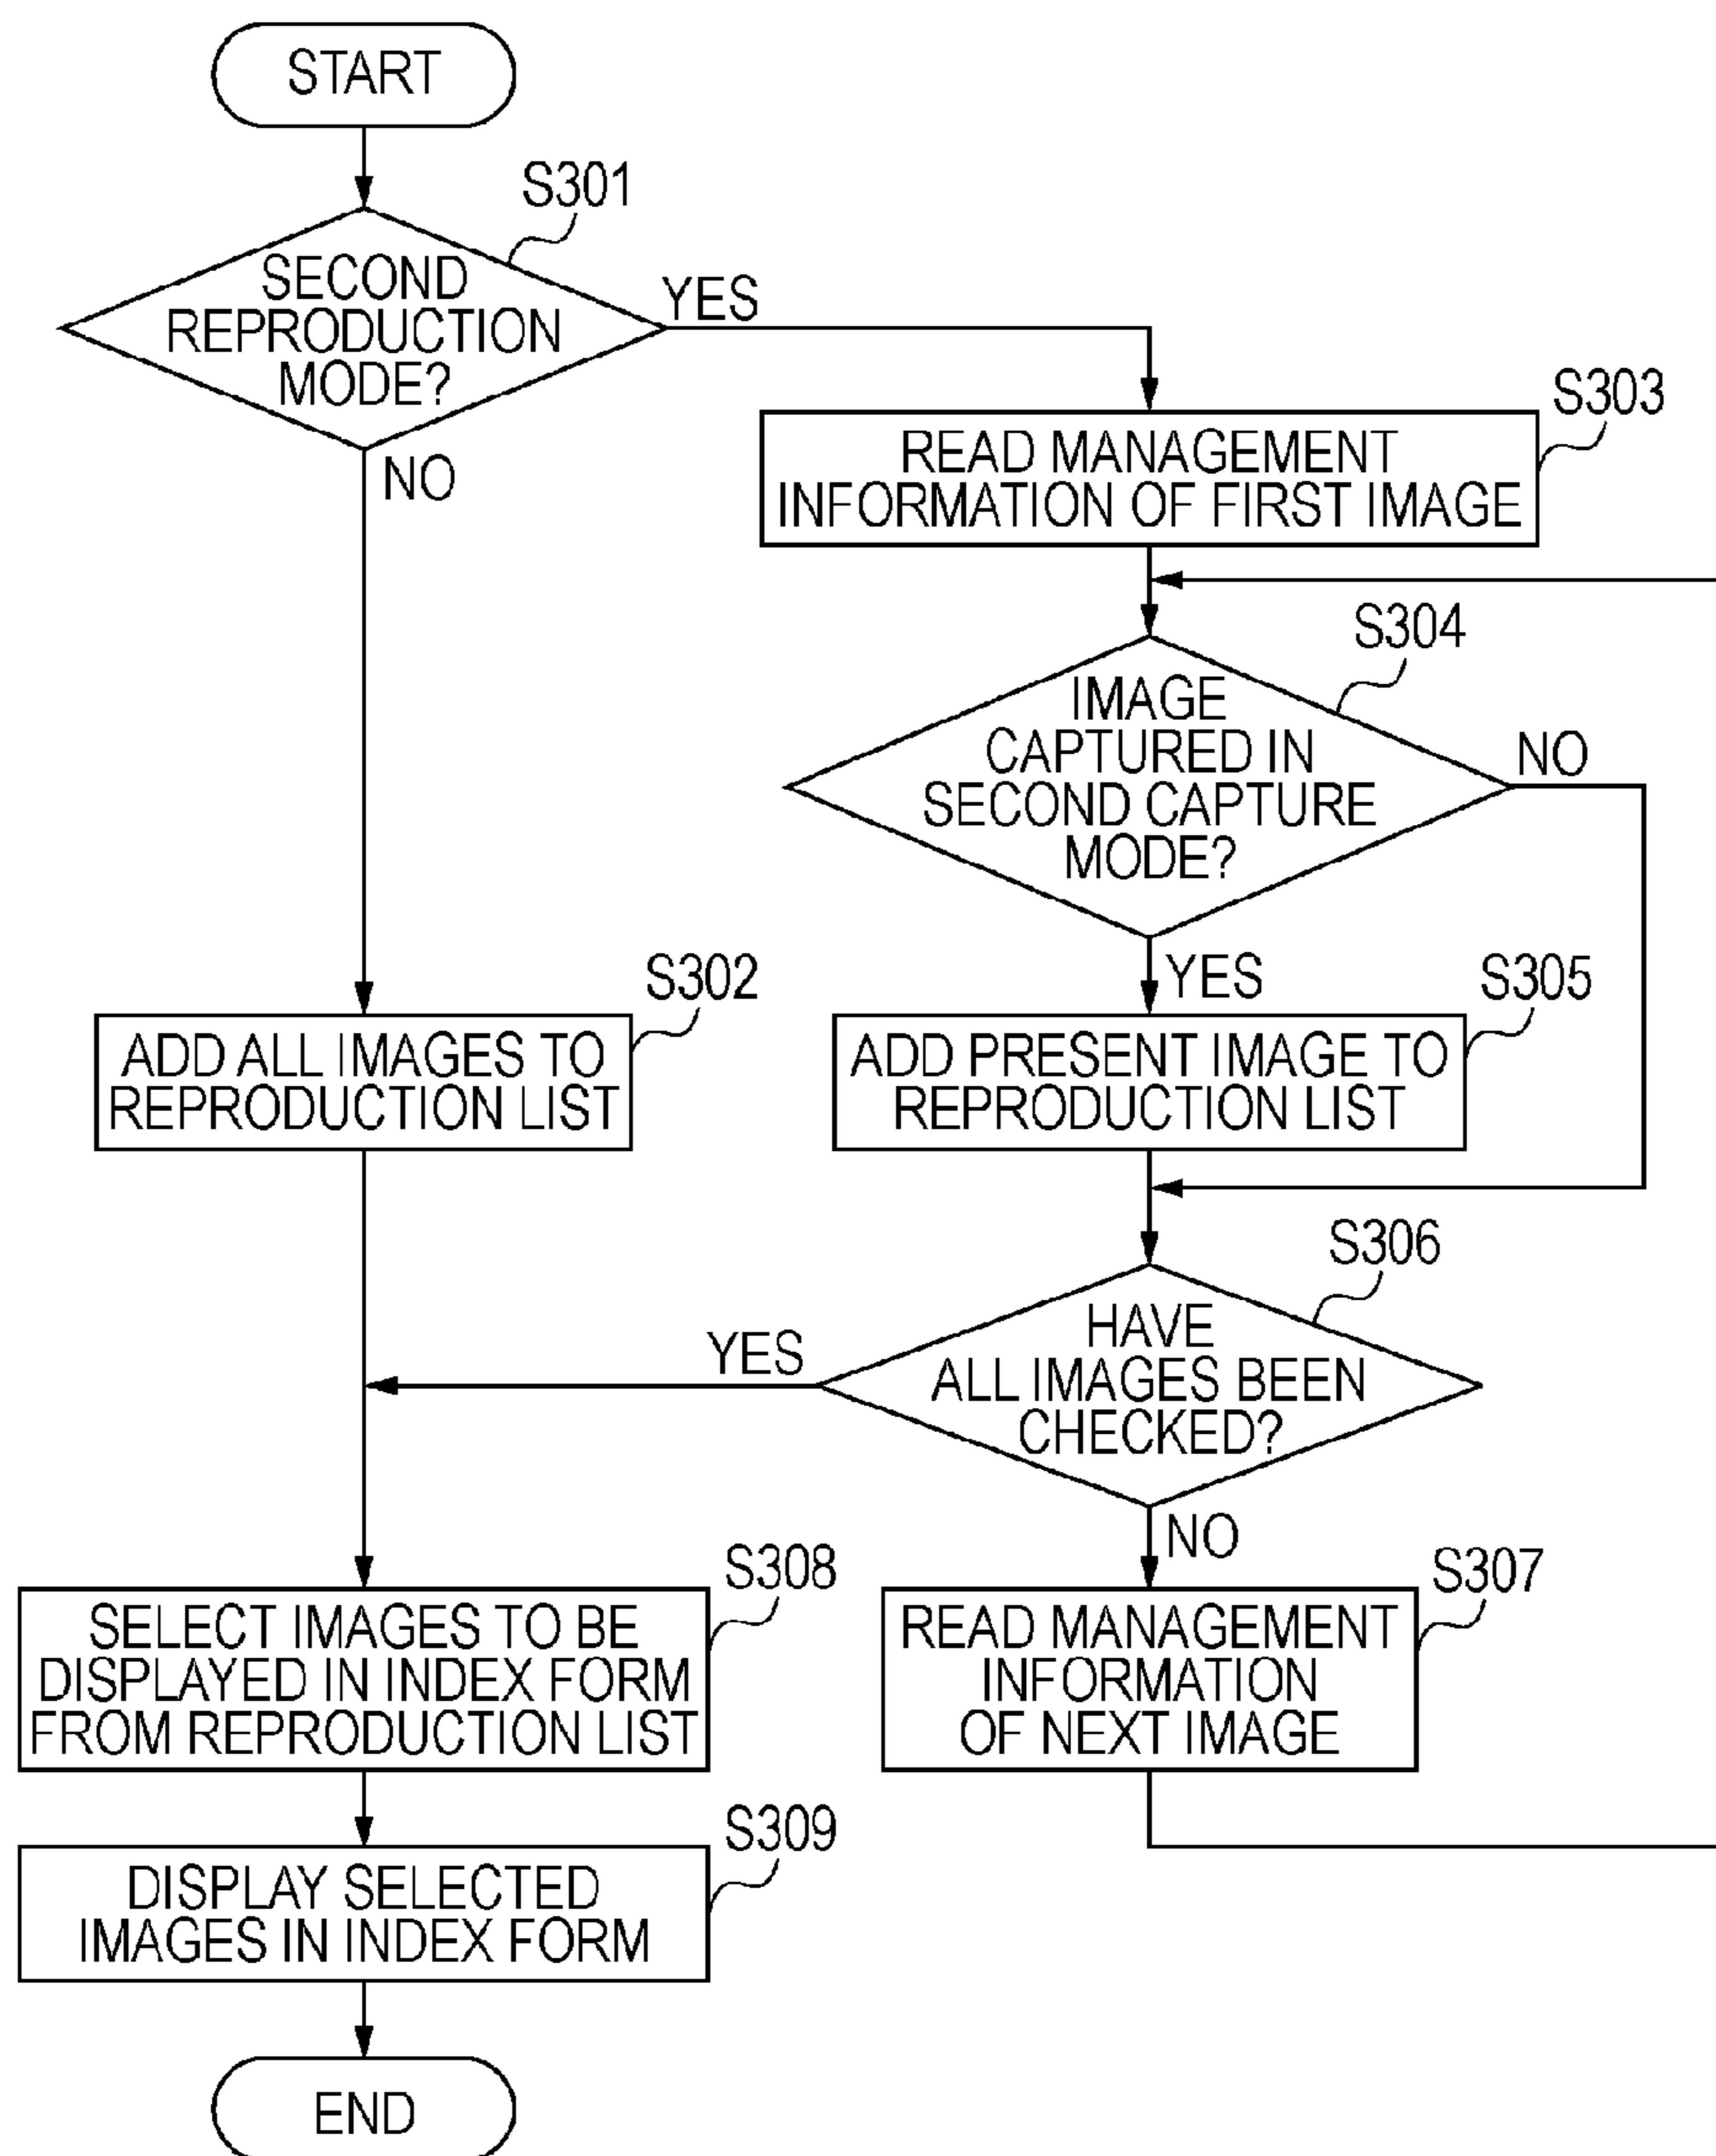 START
S301
SECOND
REPRODUCTION
MODE?
YES
NO
S303
READ MANAGEMENT
INFORMATION OF FIRST IMAGE
S304
IMAGE
CAPTURED IN
SECOND CAPTURE
MODE?
NO
YES
S302
ADD ALL IMAGES TO
REPRODUCTION LIST
S305
ADD PRESENT IMAGE TO
REPRODUCTION LIST
S306
HAVE
ALL IMAGES BEEN
CHECKED?
YES
NO
S307
READ MANAGEMENT
INFORMATION
OF NEXT IMAGE
S308
SELECT IMAGES TO BE
DISPLAYED IN INDEX FORM
FROM REPRODUCTION LIST
S309
DISPLAY SELECTED
IMAGES IN INDEX FORM
END